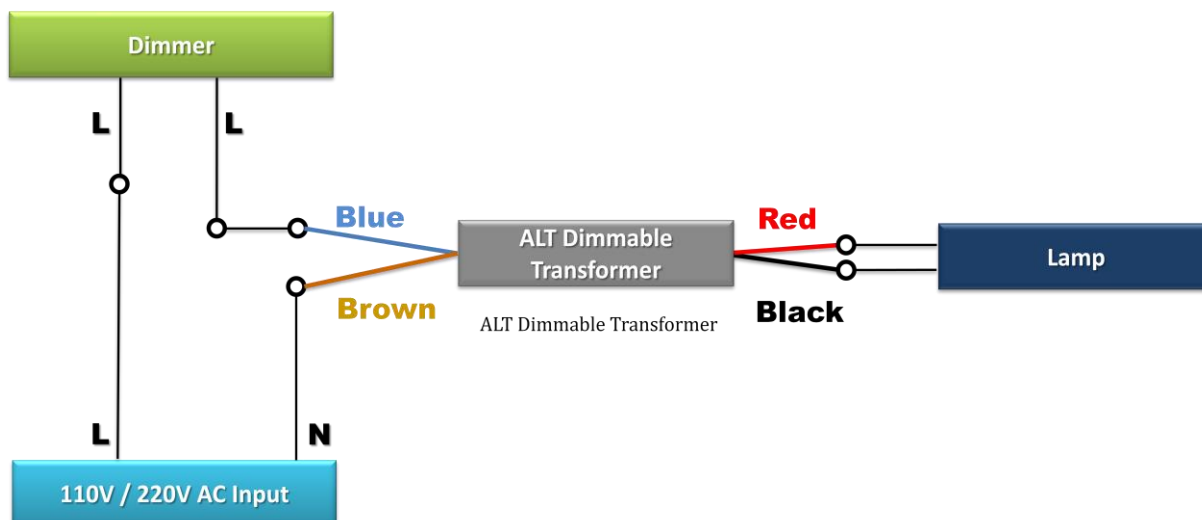 Dimmer
L
L
Blue
Red
ALT Dimmable
Transformer
Lamp
Brown
Black
ALT Dimmable Transformer
L
N
110V / 220V AC Input